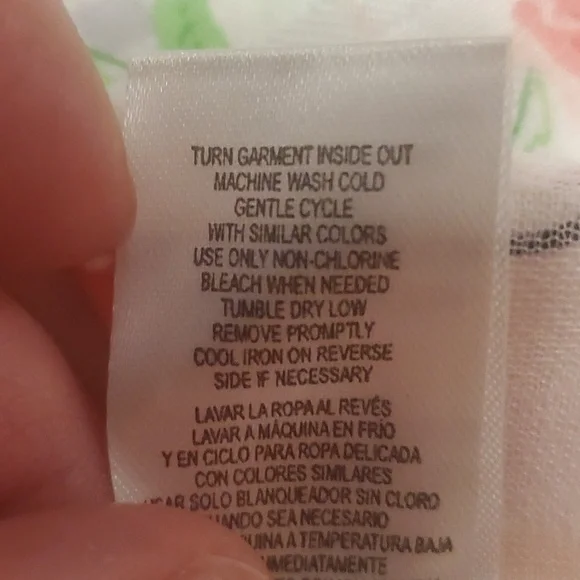 TURN GARMENT INSIDE OUT
MACHINE WASH COLD
GENTLE CYCLE
WITH SIMILAR COLORS
USE ONLY NON-CHLORINE
BLEACH WHEN NEEDED
TUMBLE DRY LOW
REMOVE PROMPTLY
COOL IRON ON REVERSE
SIDE IF NECESSARY
LAVAR LA ROPA AL REVÉS
LAVAR A MÁQUINA EN FRÍO
Y EN CICLO PARA ROPA DELICADA
CON COLORES SIMILARES
SOLO BLANQUEADOR SIN CLORO
SEA NECESARIO
A TEMPERATURA BAJA